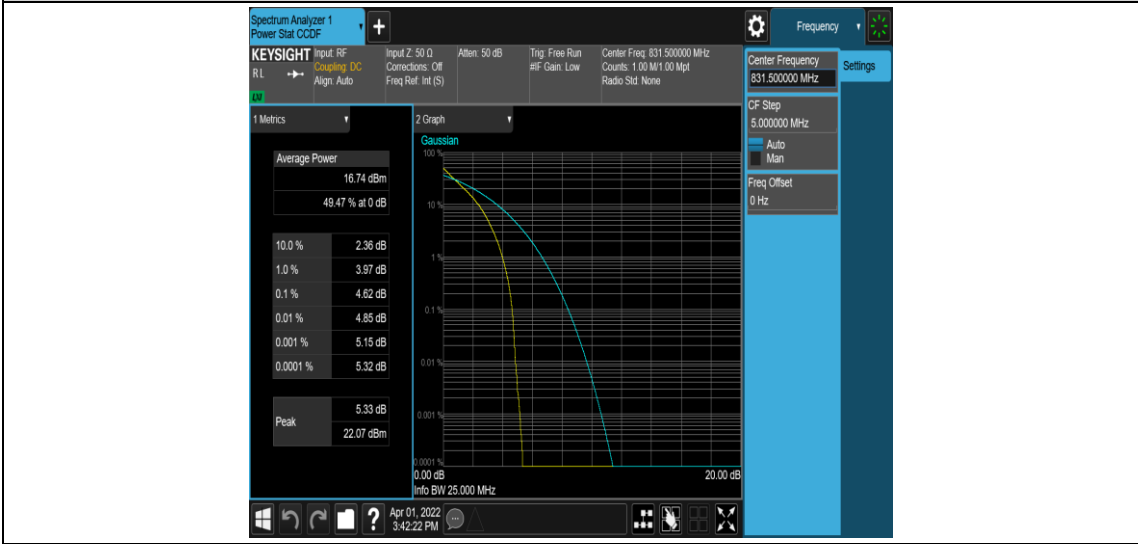 Spectrum Analyzer 1
Power Stat CCDF
+
Frequency
KEYSIGHT
RL
Input: RF
Coupling: DC
Align: Auto
Input Z: 50 Ω
Corrections: Off
Freq Ref: Int (S)
Atten: 50 dB
Trig: Free Run
#IF Gain: Low
Center Freq: 831.500000 MHz
Counts: 1.00 M/1.00 Mpt
Radio Std: None
Center Frequency
831.500000 MHz
Settings
CF Step
5.000000 MHz
Auto
Man
Freq Offset
0 Hz
1 Metrics
Average Power
16.74 dBm
49.47 % at 0 dB
10.0 % 2.36 dB
1.0 % 3.97 dB
0.1 % 4.62 dB
0.01 % 4.85 dB
0.001 % 5.15 dB
0.0001 % 5.32 dB
Peak
5.33 dB
22.07 dBm
2 Graph
Gaussian
100 %
10 %
1 %
0.1 %
0.01 %
0.001 %
0.0001 %
0.00 dB 20.00 dB
Info BW 25.000 MHz
?
Apr 01, 2022
3:42:22 PM